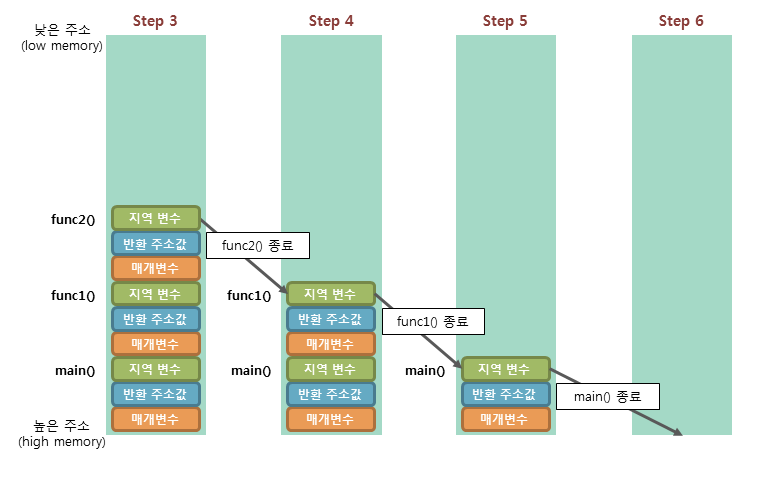 Step 3
Step 4
Step 5
Step 6
낮은 주소
(low memory)
func2()
지역 변수
반환 주소값
매개변수
func2() 종료
func1()
지역 변수
반환 주소값
매개변수
func1()
지역 변수
반환 주소값
매개변수
func1() 종료
main()
지역 변수
반환 주소값
매개변수
main()
지역 변수
반환 주소값
매개변수
main()
지역 변수
반환 주소값
매개변수
main() 종료
높은 주소
(high memory)